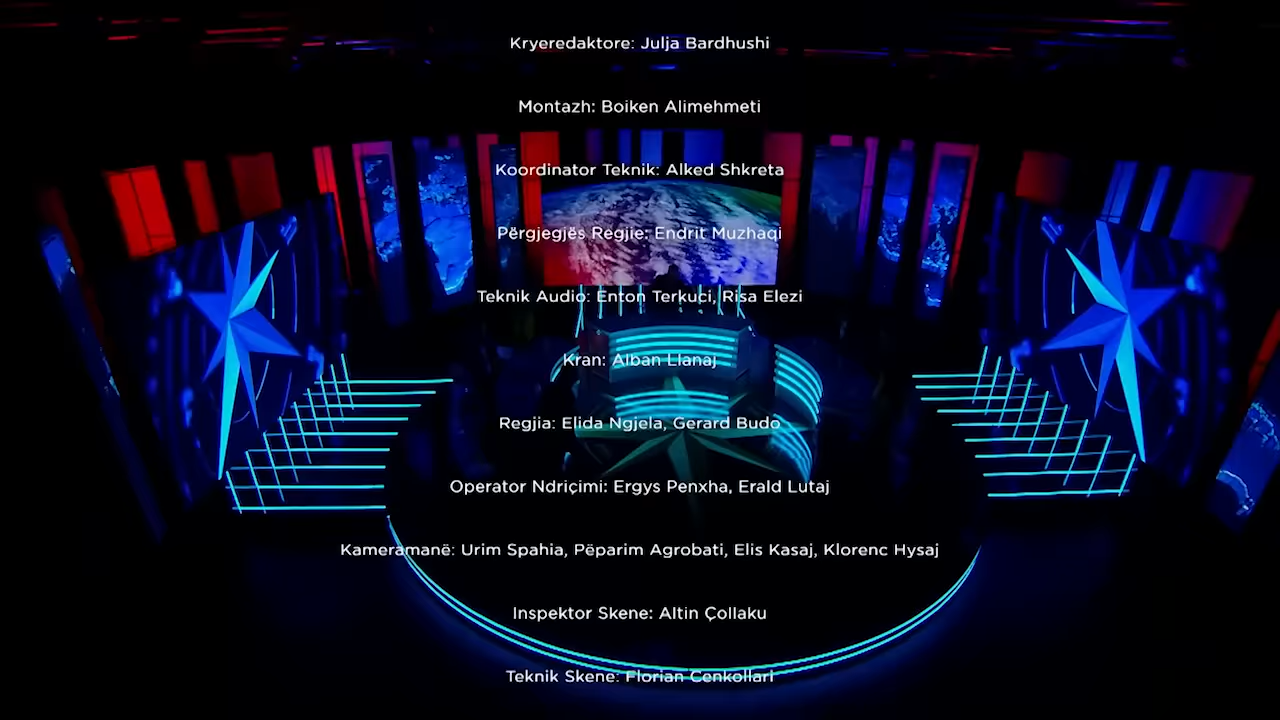 Kryeredaktore: Julja Bardhushi
Montazh: Boiken Alimehmeti
Koordinator Teknik: Alked Shkreta
Përgjegjës Regjie: Endrit Muzhaqi
Teknik Audio: Enton Terkuçi, Risa Elezi
Kran: Alban Llanaj
Regjia: Elida Ngjela, Gerard Budo
Operator Ndriçimi: Ergys Penxha, Erald Lutaj
Kameramanë: Urim Spahia, Pëparim Agrobati, Elis Kasaj, Klorenc Hysaj
Inspektor Skene: Altin Çollaku
Teknik Skene: Florian Cenkollari